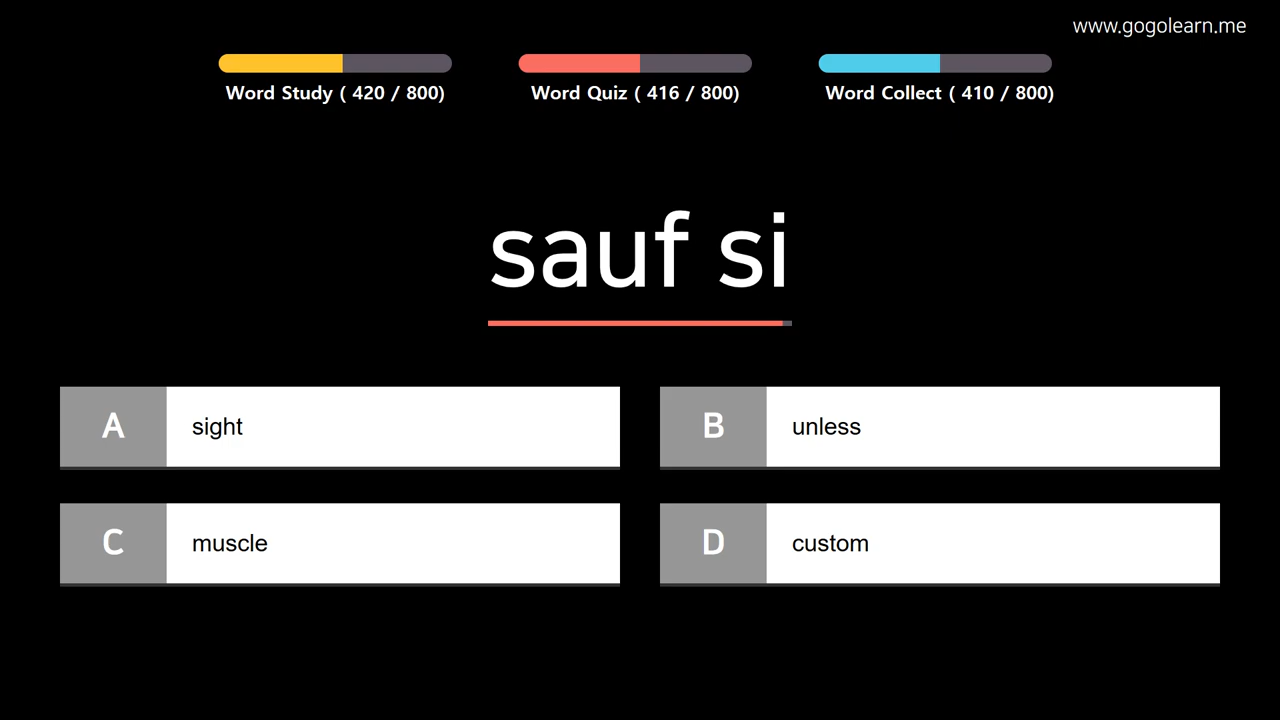 www.gogolearn.me
Word Study ( 420 / 800)
Word Quiz ( 416 / 800)
Word Collect ( 410 / 800)
sauf si
A
sight
B
unless
C
muscle
D
custom